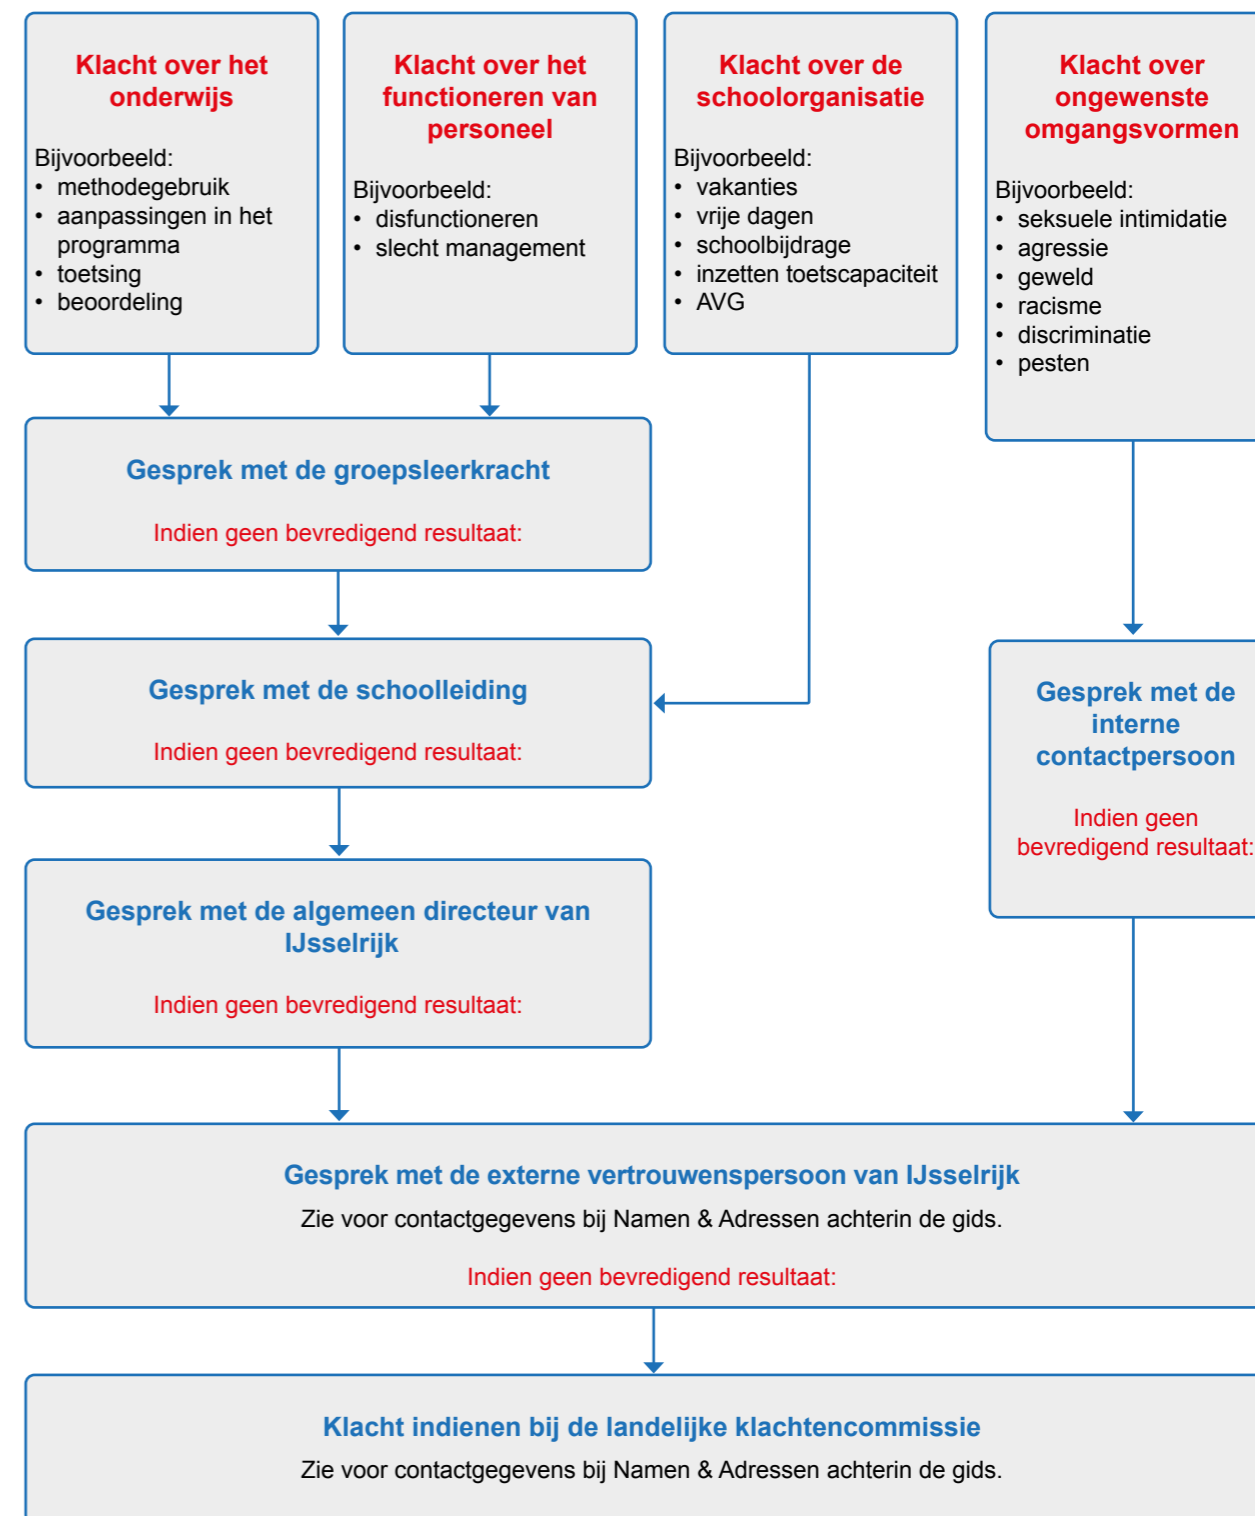 Klacht over het
onderwijs
Bijvoorbeeld:
• methodegebruik
• aanpassingen in het
programma
• toetsing
• beoordeling
Klacht over het
functioneren van
personeel
Bijvoorbeeld:
• disfunctioneren
• slecht management
Klacht over de
schoolorganisatie
Bijvoorbeeld:
• vakanties
• vrije dagen
• schoolbijdrage
• inzetten toetscapaciteit
• AVG
Klacht over
ongewenste
omgangsvormen
Bijvoorbeeld:
• seksuele intimidatie
• agressie
• geweld
• racisme
• discriminatie
• pesten
Gesprek met de groepsleerkracht
Indien geen bevredigend resultaat:
Gesprek met de schoolleiding
Indien geen bevredigend resultaat:
Gesprek met de interne
contactpersoon
Indien geen
bevredigend resultaat:
Gesprek met de algemeen directeur van
IJsselrijk
Indien geen bevredigend resultaat:
Gesprek met de externe vertrouwenspersoon van IJsselrijk
Zie voor contactgegevens bij Namen & Adressen achterin de gids.
Indien geen bevredigend resultaat:
Klacht indienen bij de landelijke klachtencommissie
Zie voor contactgegevens bij Namen & Adressen achterin de gids.